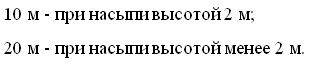 10 м - при насыпи высотой 2 м;
20 м - при насыпи высотой менее 2 м.